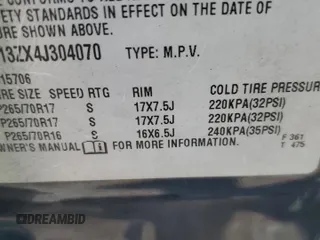 FETY STANDARDS IN EFFECT ON THE DATE OF
URE SHOWN ABOVE.
13ZX4J304070 TYPE: M.P.V.
15706
SIZE SPEED RTG RIM COLD TIRE PRESSUR
P265/70R17 S 17X7.5J 220KPA(32PSI)
P265/70R17 S 17X7.5J 220KPA(32PSI)
P265/70R16 S 16X6.5J 240KPA(35PSI)
WNER'S MANUAL FOR MORE INFORMATION.
F 361
T 475
DREAMBID